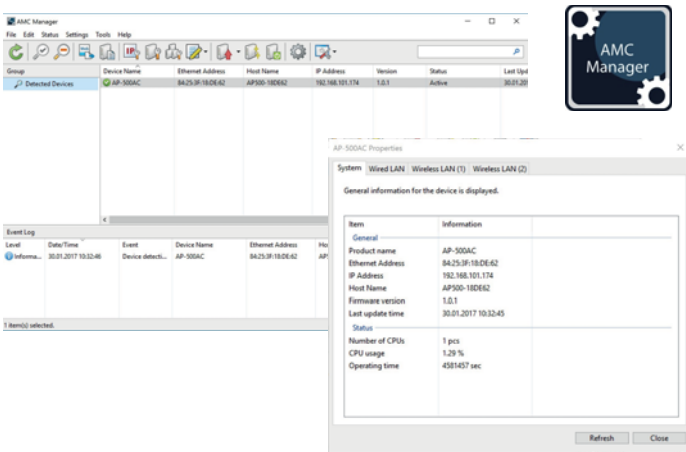 AMC Manager
File Edit Status Settings Tools Help
Group
Detected Devices
Device Name Ethernet Address Host Name IP Address Version Status Last Upd
AP-500AC 84:25:3F:18:DE:62 AP500-18DE62 192.168.101.174 1.0.1 Active 30.01.201
Event Log
Level Date/Time Event Device Name Ethernet Address Ho
Informa... 30.01.2017 10:32:46 Device detecti... AP-500AC 84:25:3F:18:DE:62 AP5
1 item(s) selected.
AMC
Manager
AP-500AC Properties
System Wired LAN Wireless LAN (1) Wireless LAN (2)
General information for the device is displayed.
Item Information
General
Product name AP-500AC
Ethernet Address 84:25:3F:18:DE:62
IP Address 192.168.101.174
Host Name AP500-18DE62
Firmware version 1.0.1
Last update time 30.01.2017 10:32:45
Status
Number of CPUs 1 pcs
CPU usage 1.29 %
Operating time 4581457 sec
Refresh Close